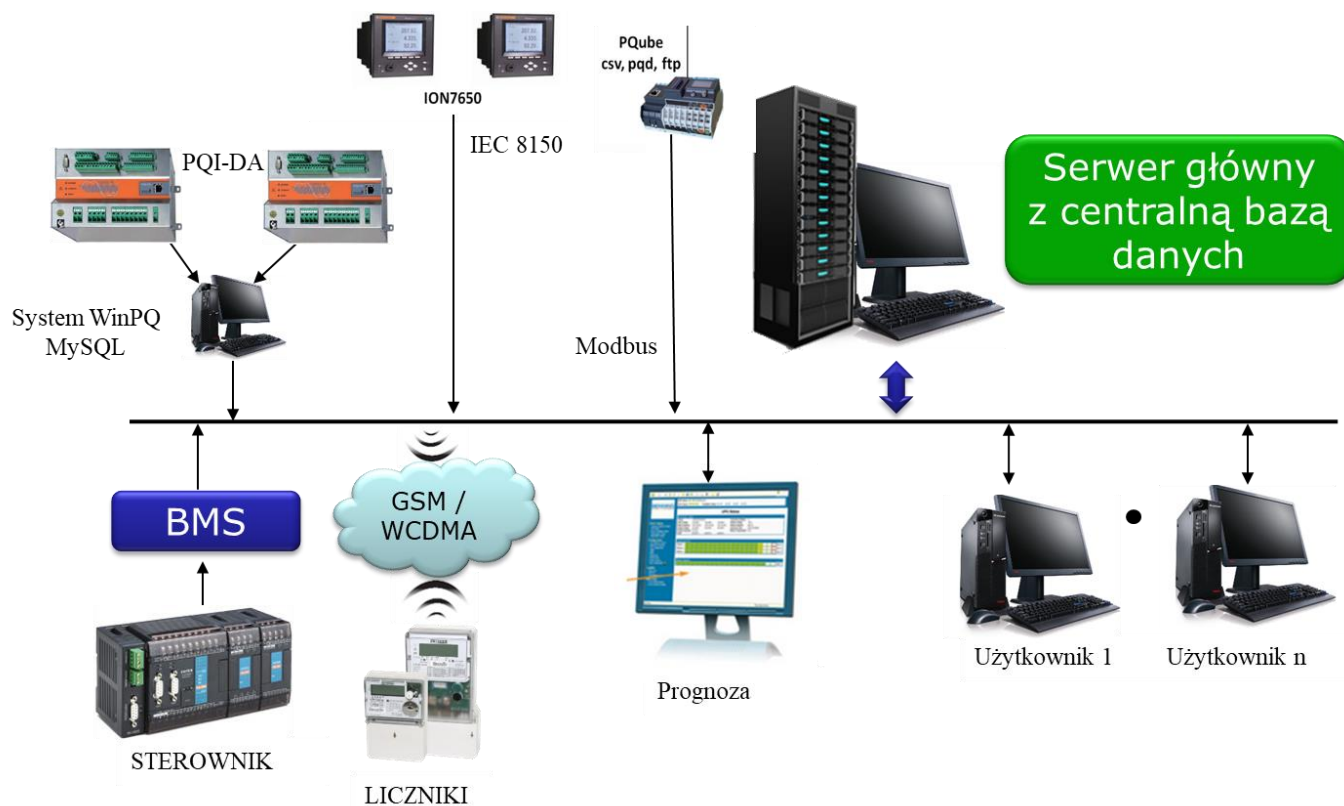 PQube
csv, pqd, ftp
ION7650
IEC 8150
PQI-DA
Serwer główny
z centralną bazą
danych
System WinPQ
MySQL
Modbus
BMS
GSM /
WCDMA
Użytkownik 1
Użytkownik n
Prognoza
STEROWNIK
LICZNIKI